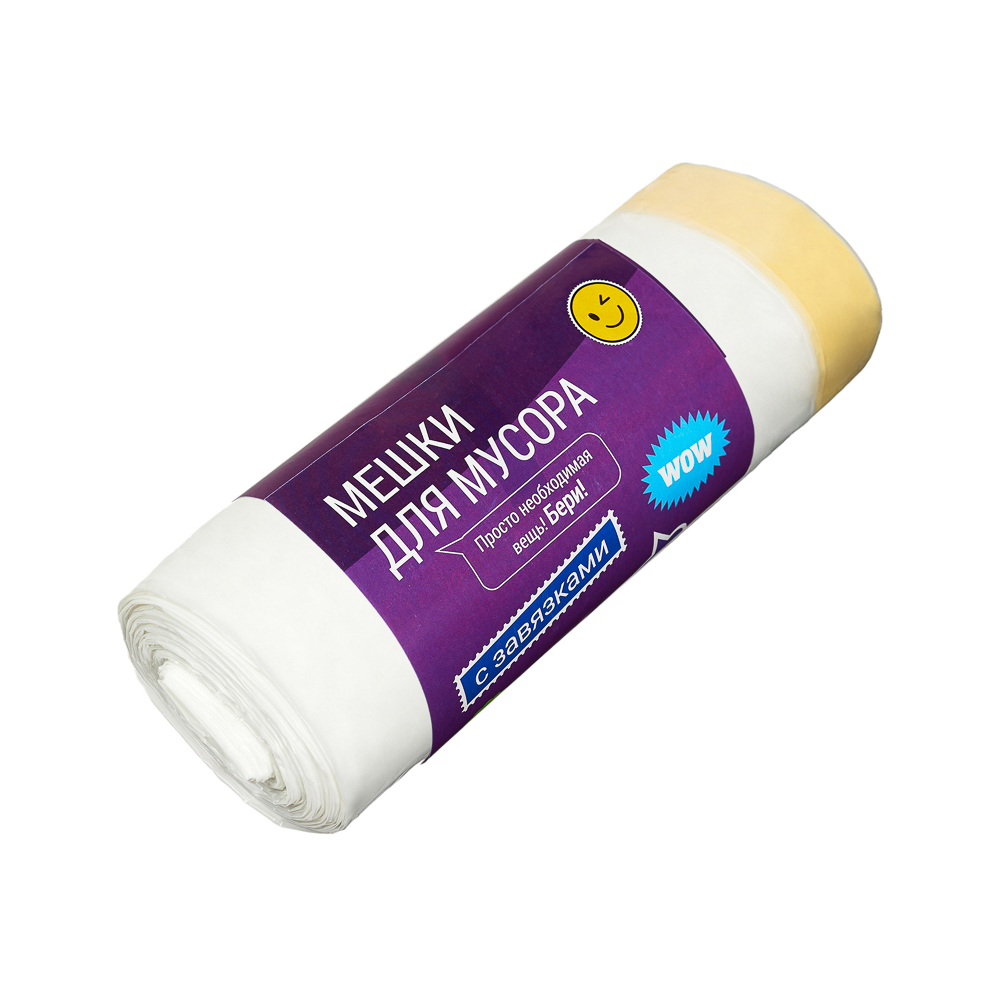 МЕШКИ
ДЛЯ МУСОРА
Просто необходимая
вещь! Бери!
WOW
с завязками